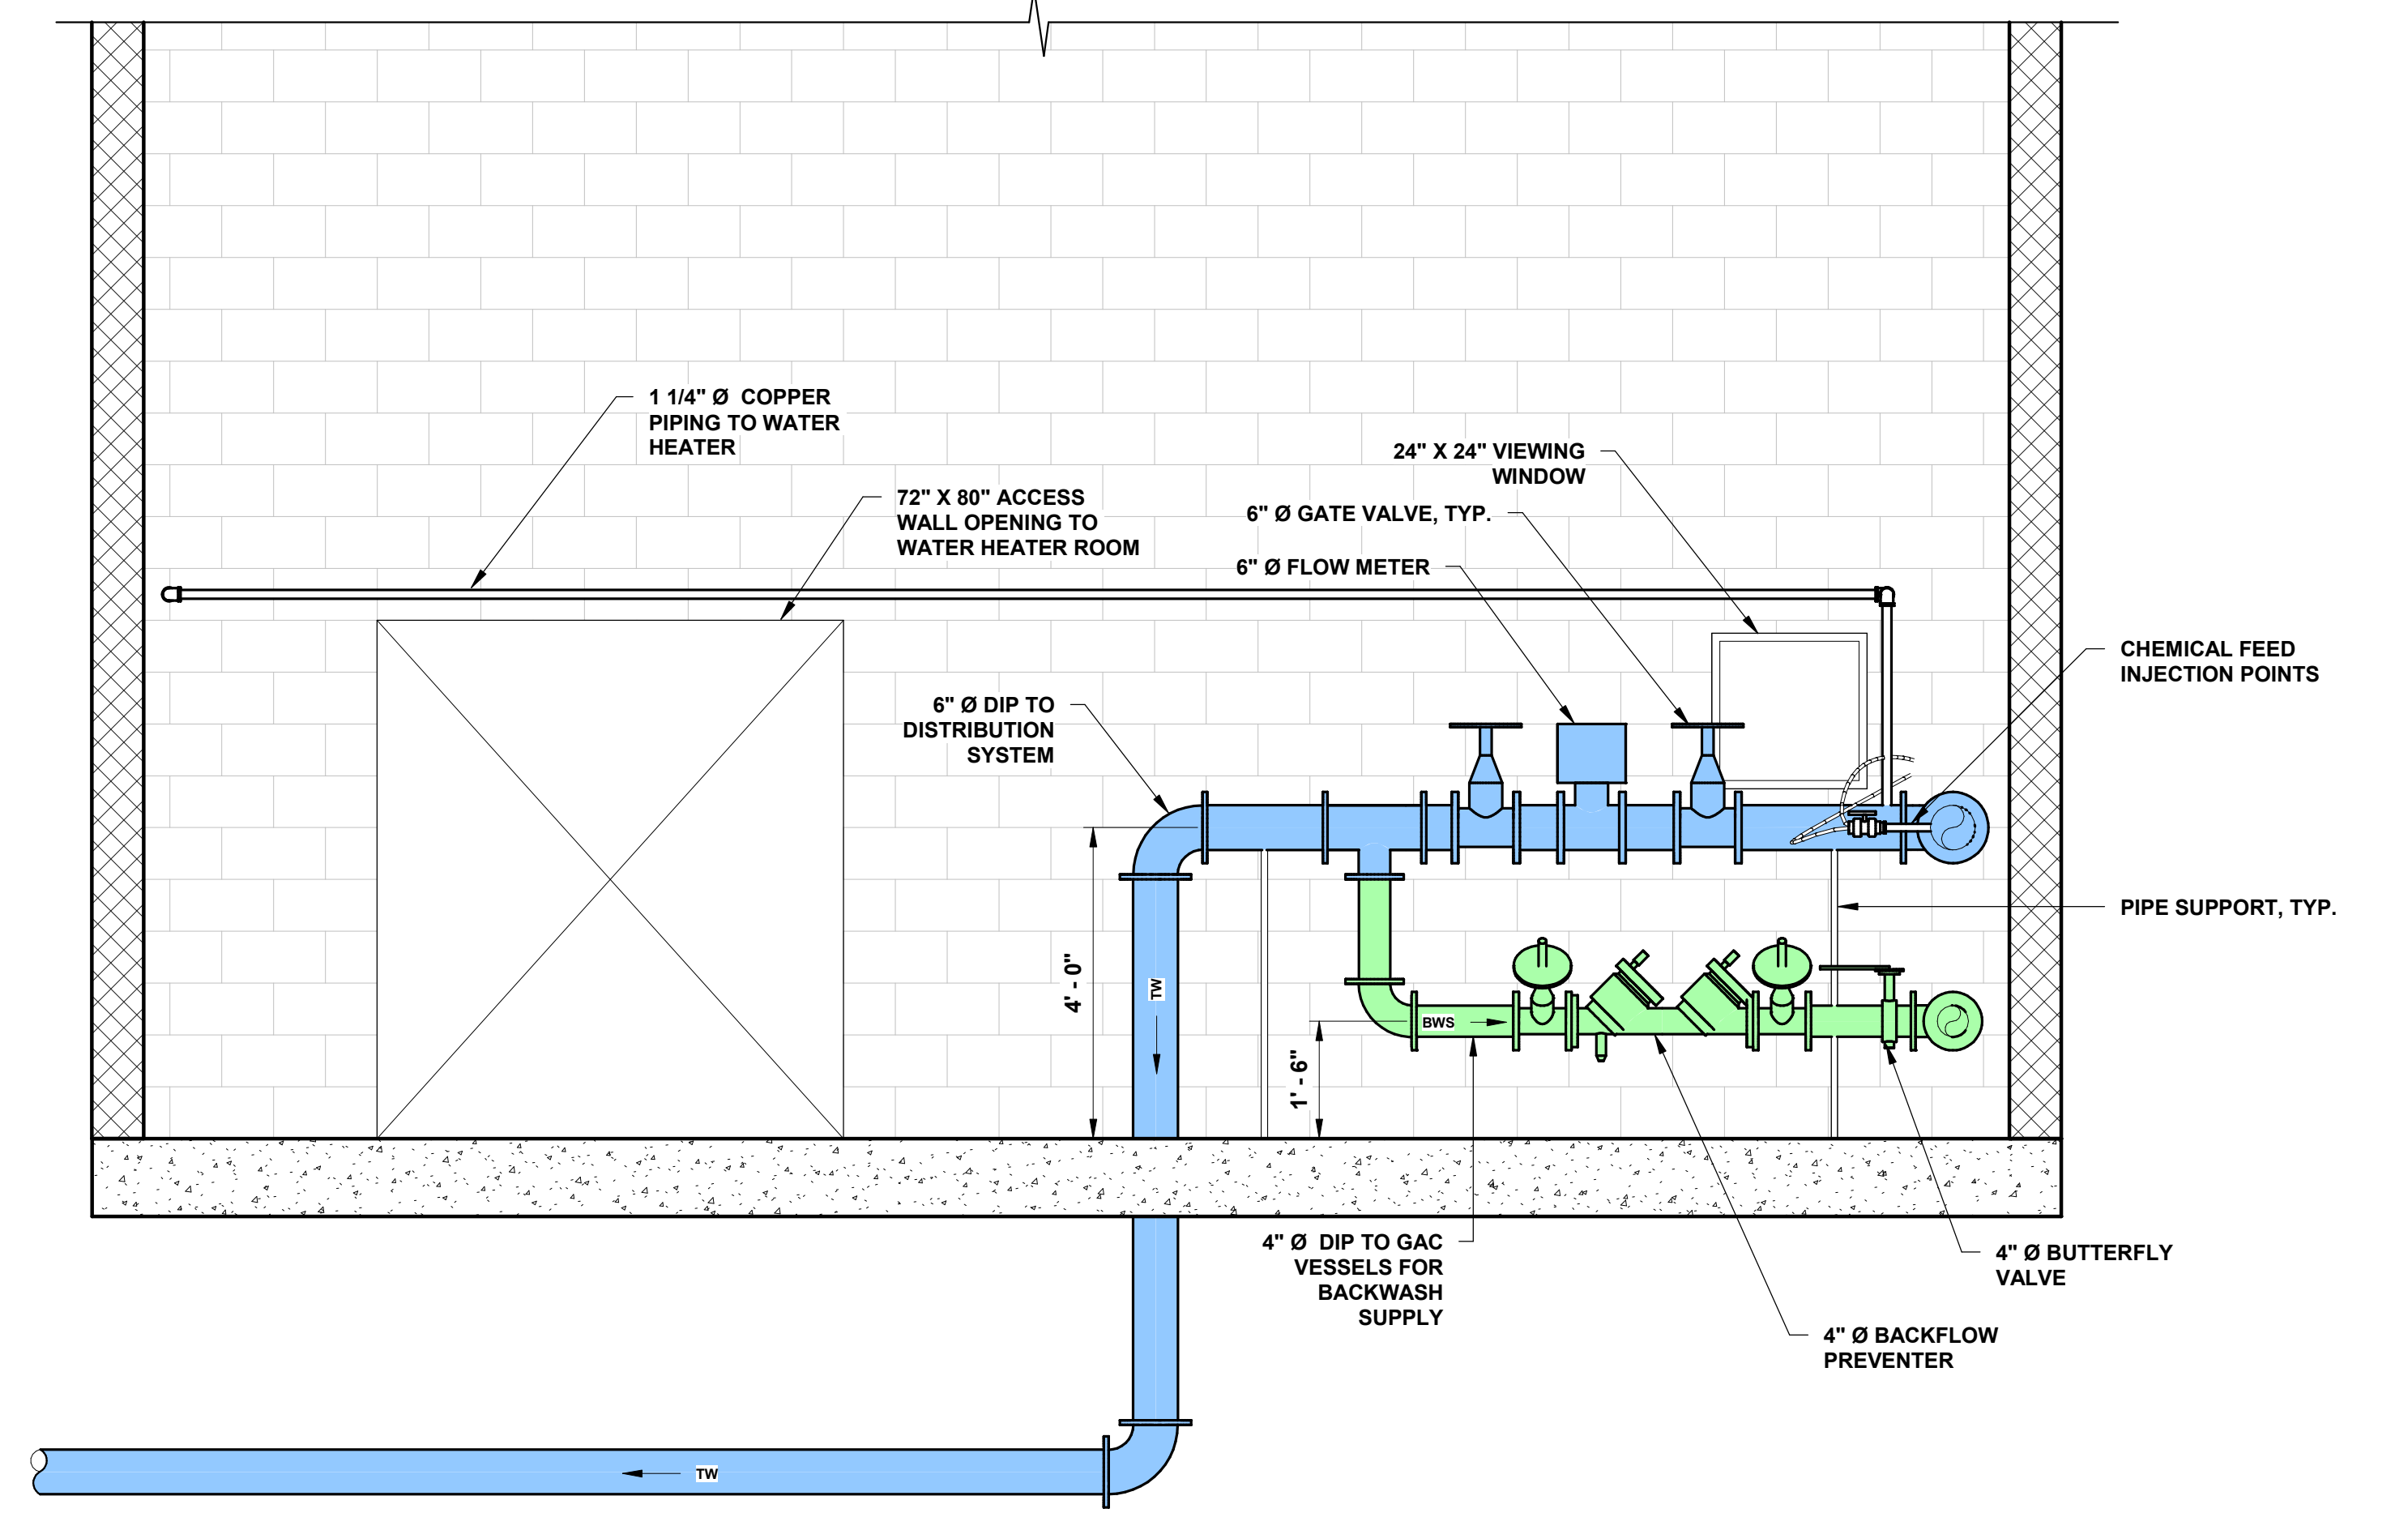 1 1/4" Ø  COPPER
PIPING TO WATER
HEATER
24" X 24" VIEWING
WINDOW
72" X 80" ACCESS
WALL OPENING TO
WATER HEATER ROOM
6" Ø GATE VALVE, TYP.
6" Ø FLOW METER
CHEMICAL FEED
INJECTION POINTS
6" Ø DIP TO
DISTRIBUTION
SYSTEM
PIPE SUPPORT, TYP.
4' - 0"
TW
BWS
1' - 6"
4" Ø  DIP TO GAC
VESSELS FOR
BACKWASH
SUPPLY
4" Ø BUTTERFLY
VALVE
4" Ø BACKFLOW
PREVENTER
TW